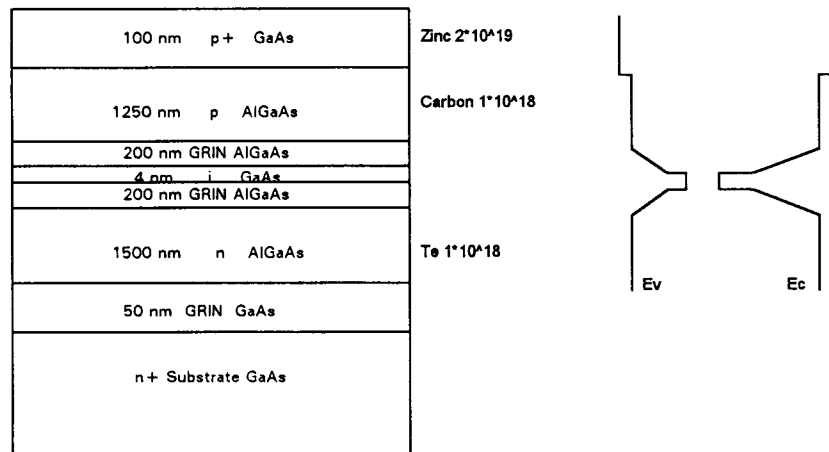 100 nm p+ GaAs
Zinc 2*10^19
1250 nm p AlGaAs
Carbon 1*10^18
200 nm GRIN AlGaAs
4 nm i GaAs
200 nm GRIN AlGaAs
1500 nm n AlGaAs
Te 1*10^18
50 nm GRIN GaAs
Ev
Ec
n+ Substrate GaAs